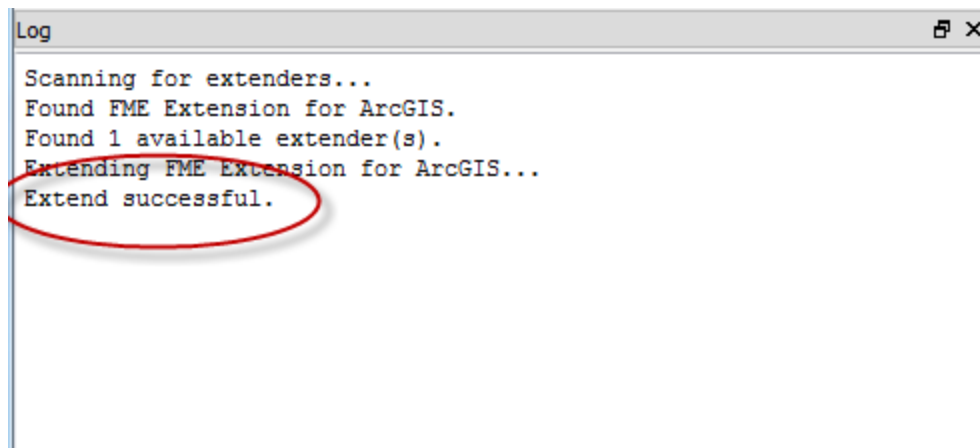 Log
Scanning for extenders...
Found FME Extension for ArcGIS.
Found 1 available extender(s).
Extending FME Extension for ArcGIS...
Extend successful.